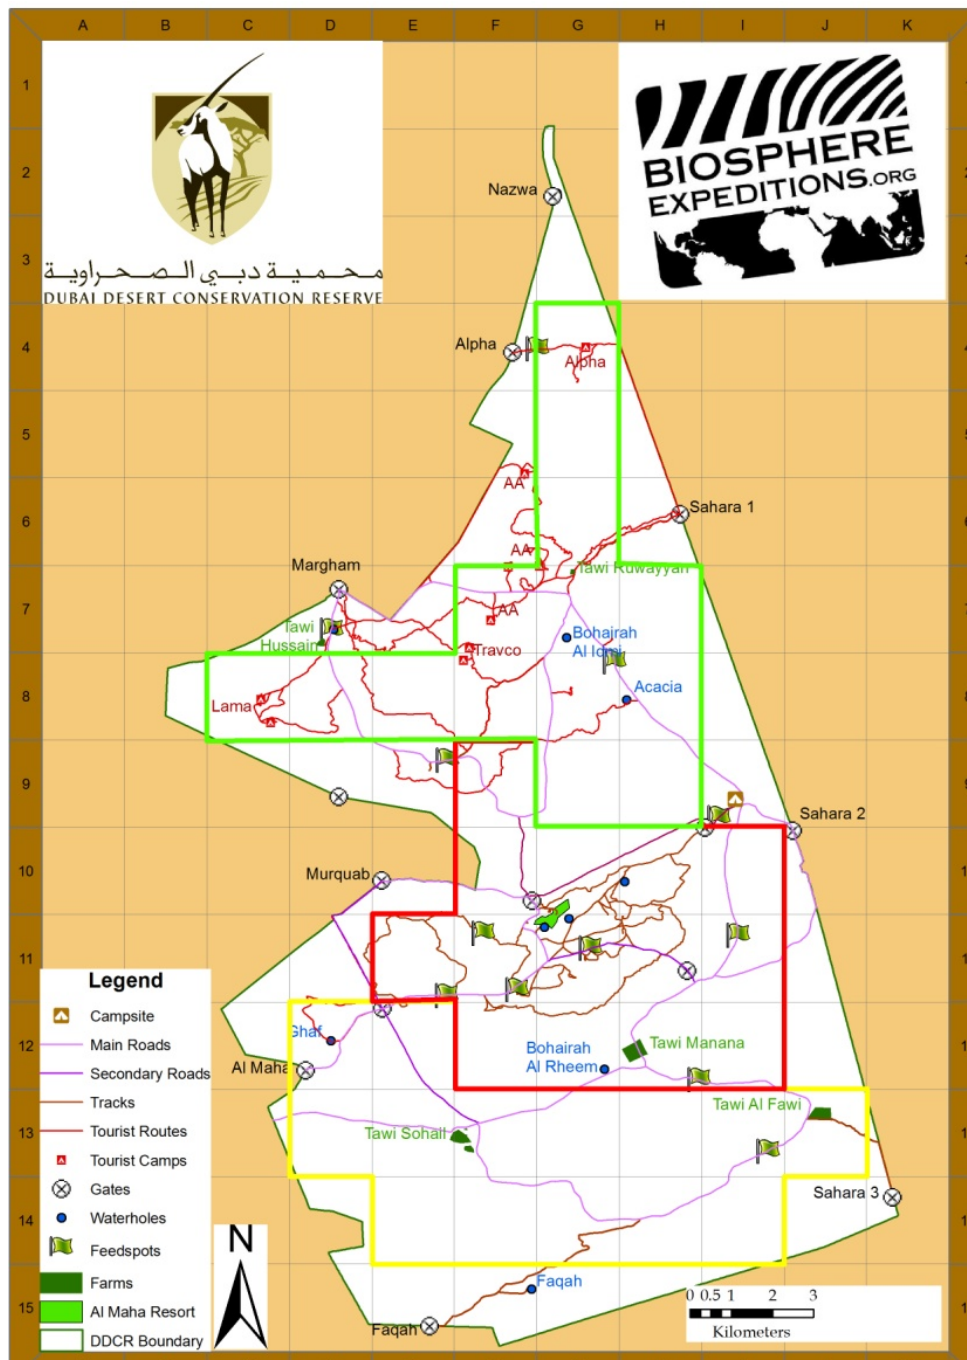 A B C D E F G H I J K
1
2
3
4
5
6
7
8
9
10
11
12
13
14
15
محمية دبي الصحراوية
DUBAI DESERT CONSERVATION RESERVE
BIOSPHERE
EXPEDITIONS.ORG
Nazwa
Alpha
Alpha
AA
Sahara 1
AA
Margham
Tawi Ruwayyah
AA
Tawi
Hussain
Bohairah
Al Iqmi
Travco
Acacia
Lama
Sahara 2
Murquab
Ghaf
Al Maha
Bohairah
Al Rheem
Tawi Manana
Tawi Al Fawi
Tawi Sohail
Sahara 3
Faqah
Faqah
Legend
Campsite
Main Roads
Secondary Roads
Tracks
Tourist Routes
Tourist Camps
Gates
Waterholes
Feedspots
Farms
Al Maha Resort
DDCR Boundary
N
0 0.5 1 2 3
Kilometers